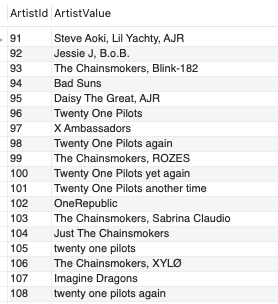 ArtistId ArtistValue
91 Steve Aoki, Lil Yachty, AJR
92 Jessie J, B.o.B.
93 The Chainsmokers, Blink-182
94 Bad Suns
95 Daisy The Great, AJR
96 Twenty One Pilots
97 X Ambassadors
98 Twenty One Pilots again
99 The Chainsmokers, ROZES
100 Twenty One Pilots yet again
101 Twenty One Pilots another time
102 OneRepublic
103 The Chainsmokers, Sabrina Claudio
104 Just The Chainsmokers
105 twenty one pilots
106 The Chainsmokers, XYLØ
107 Imagine Dragons
108 twenty one pilots again